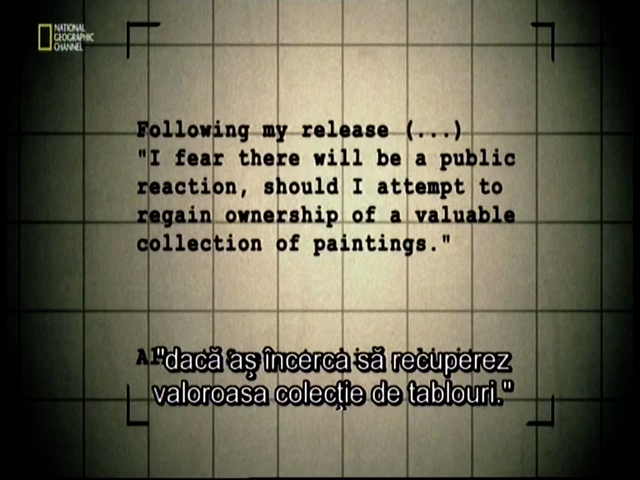 NATIONAL
GEOGRAPHIC
CHANNEL
Following my release (...)
"I fear there will be a public
reaction, should I attempt to
regain ownership of a valuable
collection of paintings."
"dacă aş încerca să recuperez
valoroasa colecţie de tablouri."